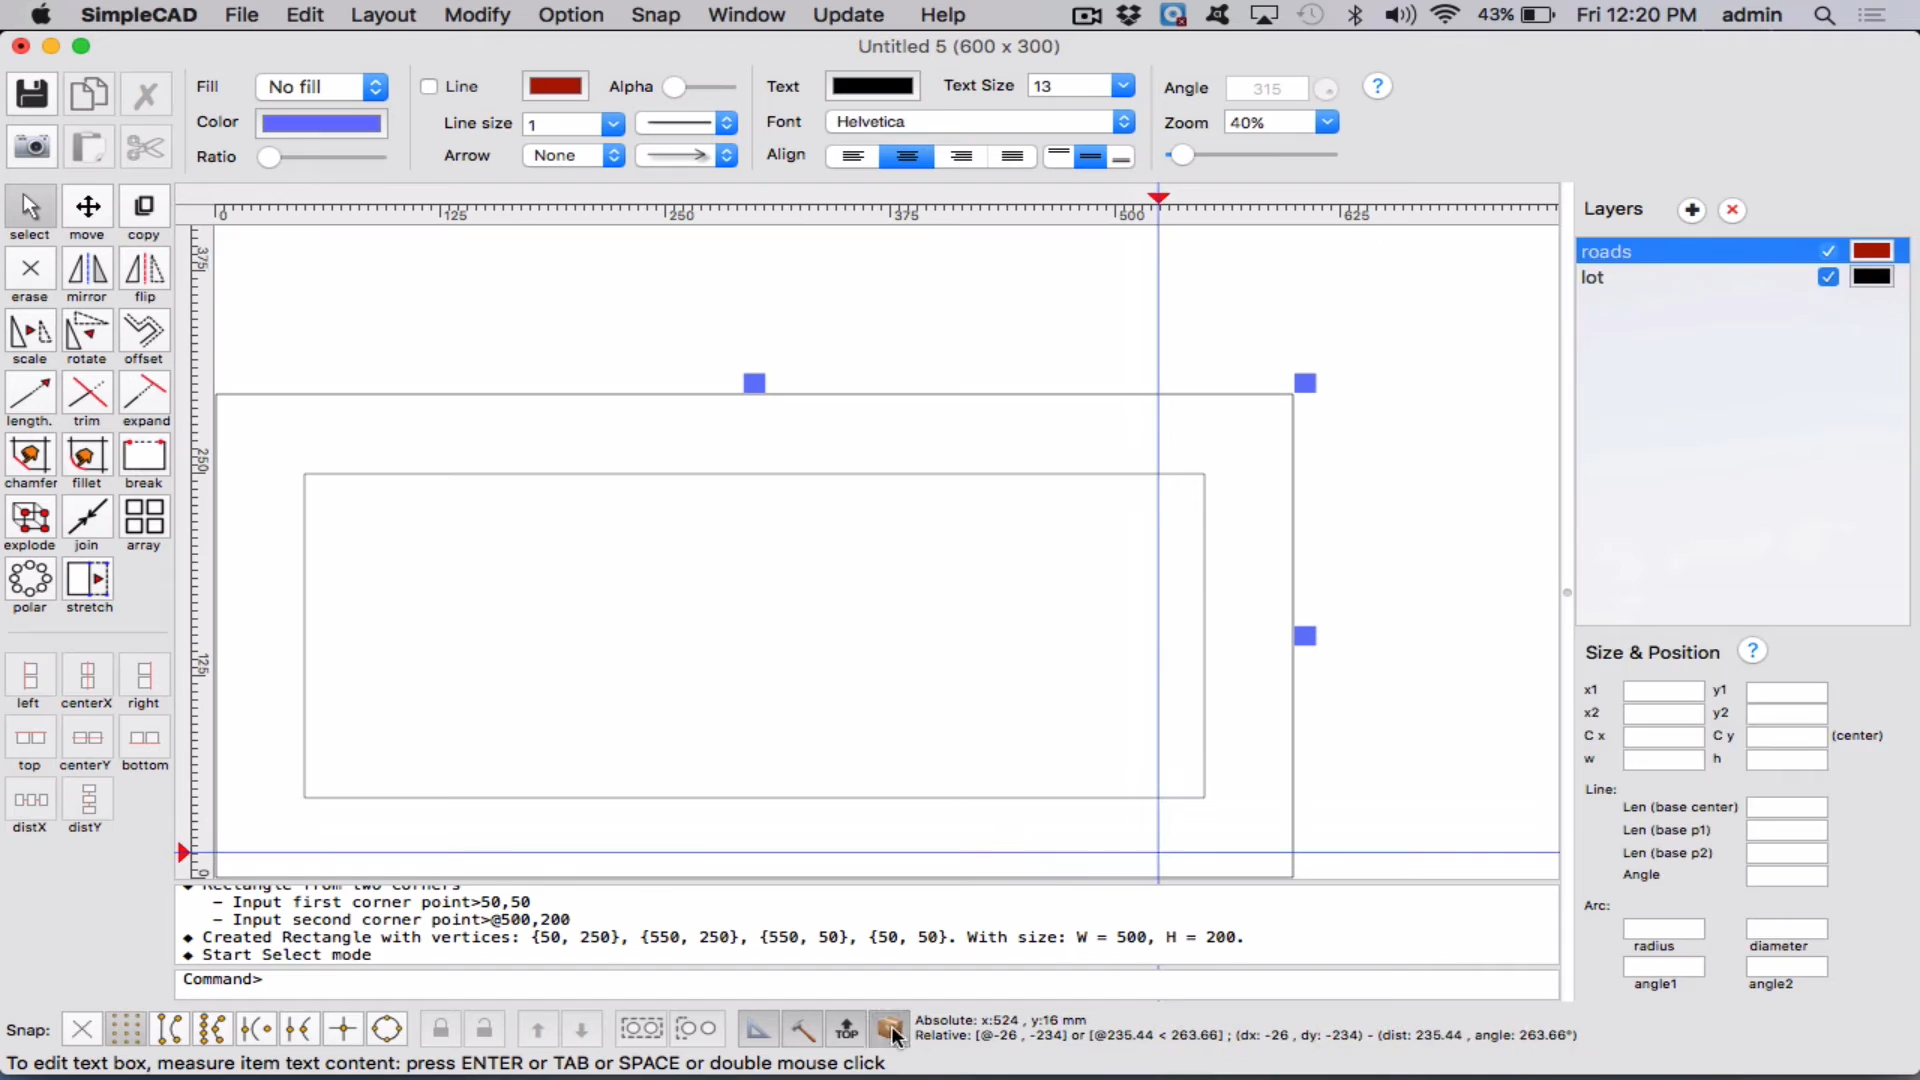 SimpleCAD File Edit Layout Modify Option Snap Window Update Help 43% Fri 12:20 PM admin
Untitled 5 (600 x 300)
Fill No fill Line Alpha Text Text Size 13 Angle 315 ?
Color Line size 1 Font Helvetica Zoom 40%
Ratio Arrow None Align
select move copy
erase mirror flip
scale rotate offset
length. trim expand
chamfer fillet break
explode join array
polar stretch
left centerX right
top centerY bottom
distX distY
0 125 250 375 500 625
375
250
125
0
Layers
roads
lot
Size & Position ?
x1 y1
x2 y2
C x C y (center)
w h
Line:
Len (base center)
Len (base p1)
Len (base p2)
Angle
Arc:
radius diameter
angle1 angle2
◆ Rectangle from two corners
– Input first corner point>50,50
– Input second corner point>@500,200
◆ Created Rectangle with vertices: {50, 250}, {550, 250}, {550, 50}, {50, 50}. With size: W = 500, H = 200.
◆ Start Select mode
Command>
Snap: TOP
Absolute: x:524 , y:16 mm
Relative: [@-26 , -234] or [@235.44 < 263.66] ; (dx: -26 , dy: -234) - (dist: 235.44 , angle: 263.66°)
To edit text box, measure item text content: press ENTER or TAB or SPACE or double mouse click